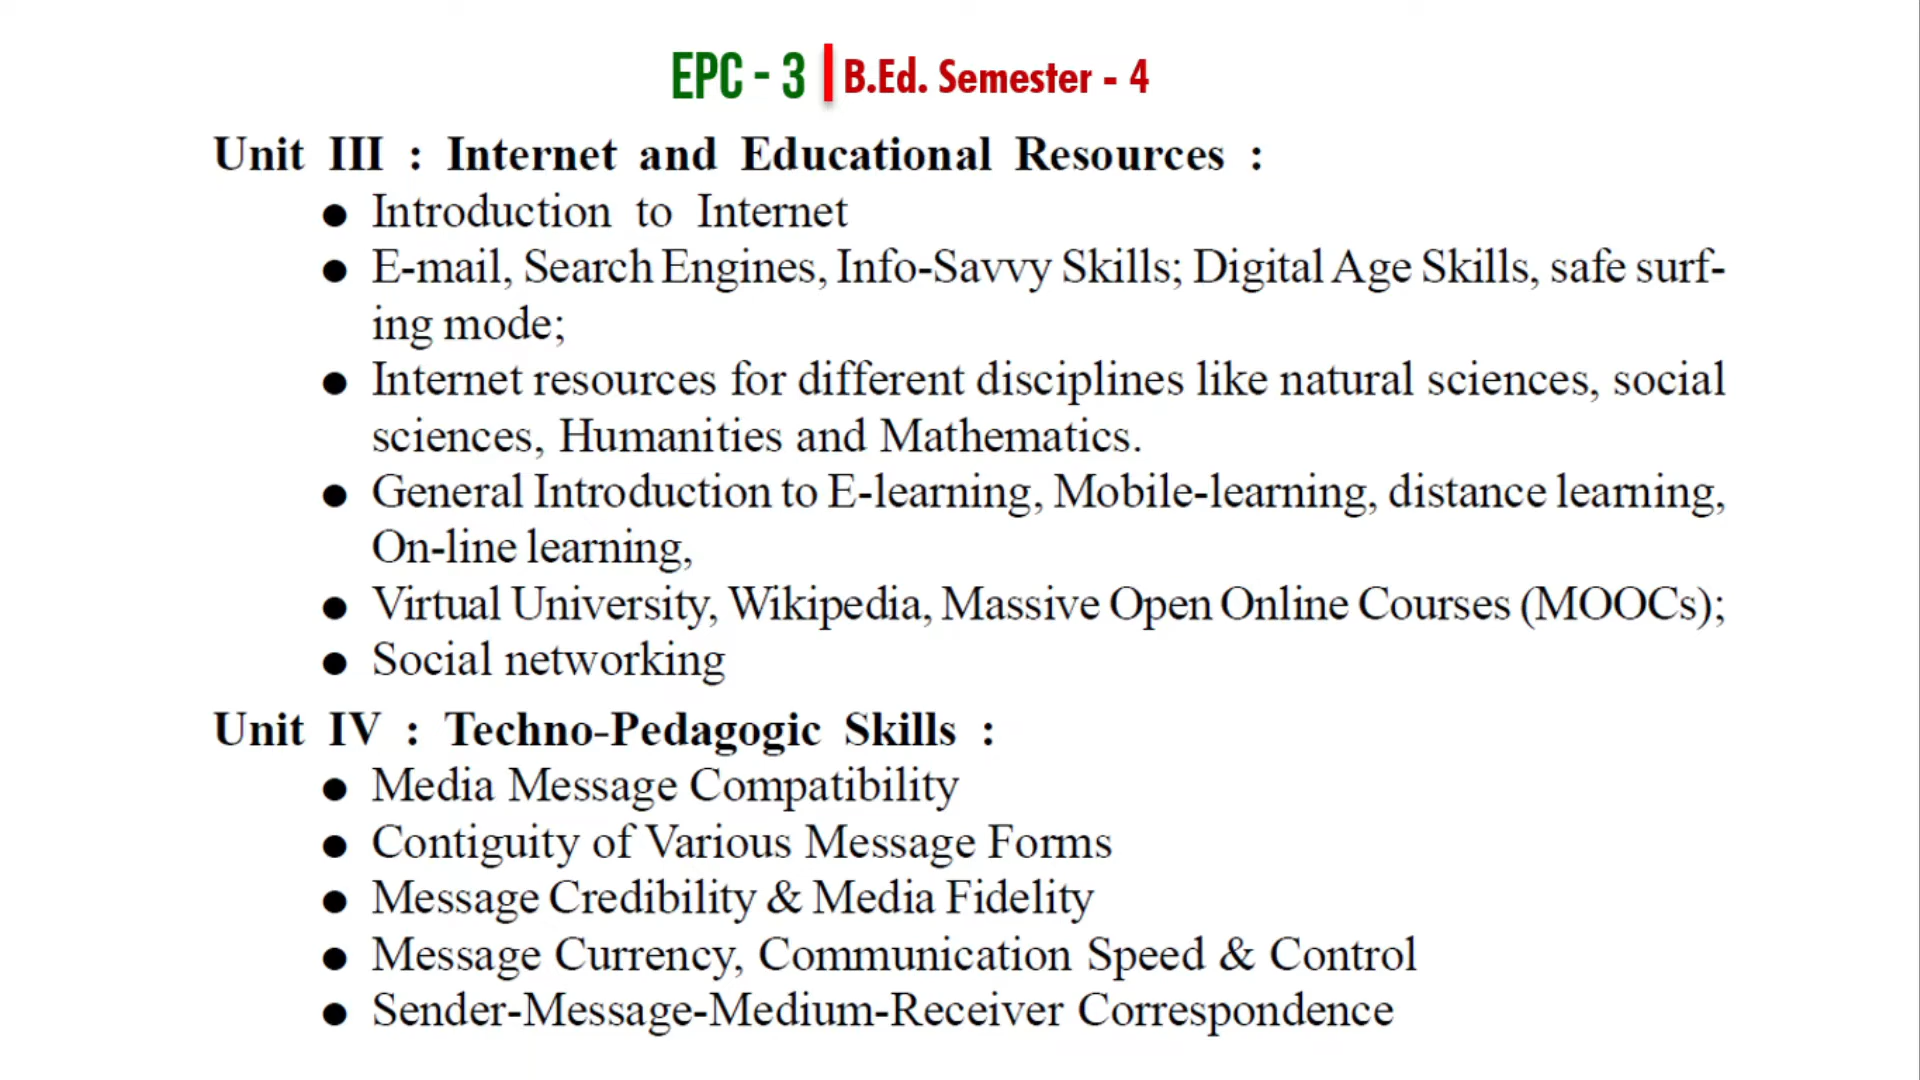 EPC - 3 | B.Ed. Semester - 4
Unit III : Internet and Educational Resources :
● Introduction to Internet
● E-mail, Search Engines, Info-Savvy Skills; Digital Age Skills, safe surf-
ing mode;
● Internet resources for different disciplines like natural sciences, social
sciences, Humanities and Mathematics.
● General Introduction to E-learning, Mobile-learning, distance learning,
On-line learning,
● Virtual University, Wikipedia, Massive Open Online Courses (MOOCs);
● Social networking
Unit IV : Techno-Pedagogic Skills :
● Media Message Compatibility
● Contiguity of Various Message Forms
● Message Credibility & Media Fidelity
● Message Currency, Communication Speed & Control
● Sender-Message-Medium-Receiver Correspondence